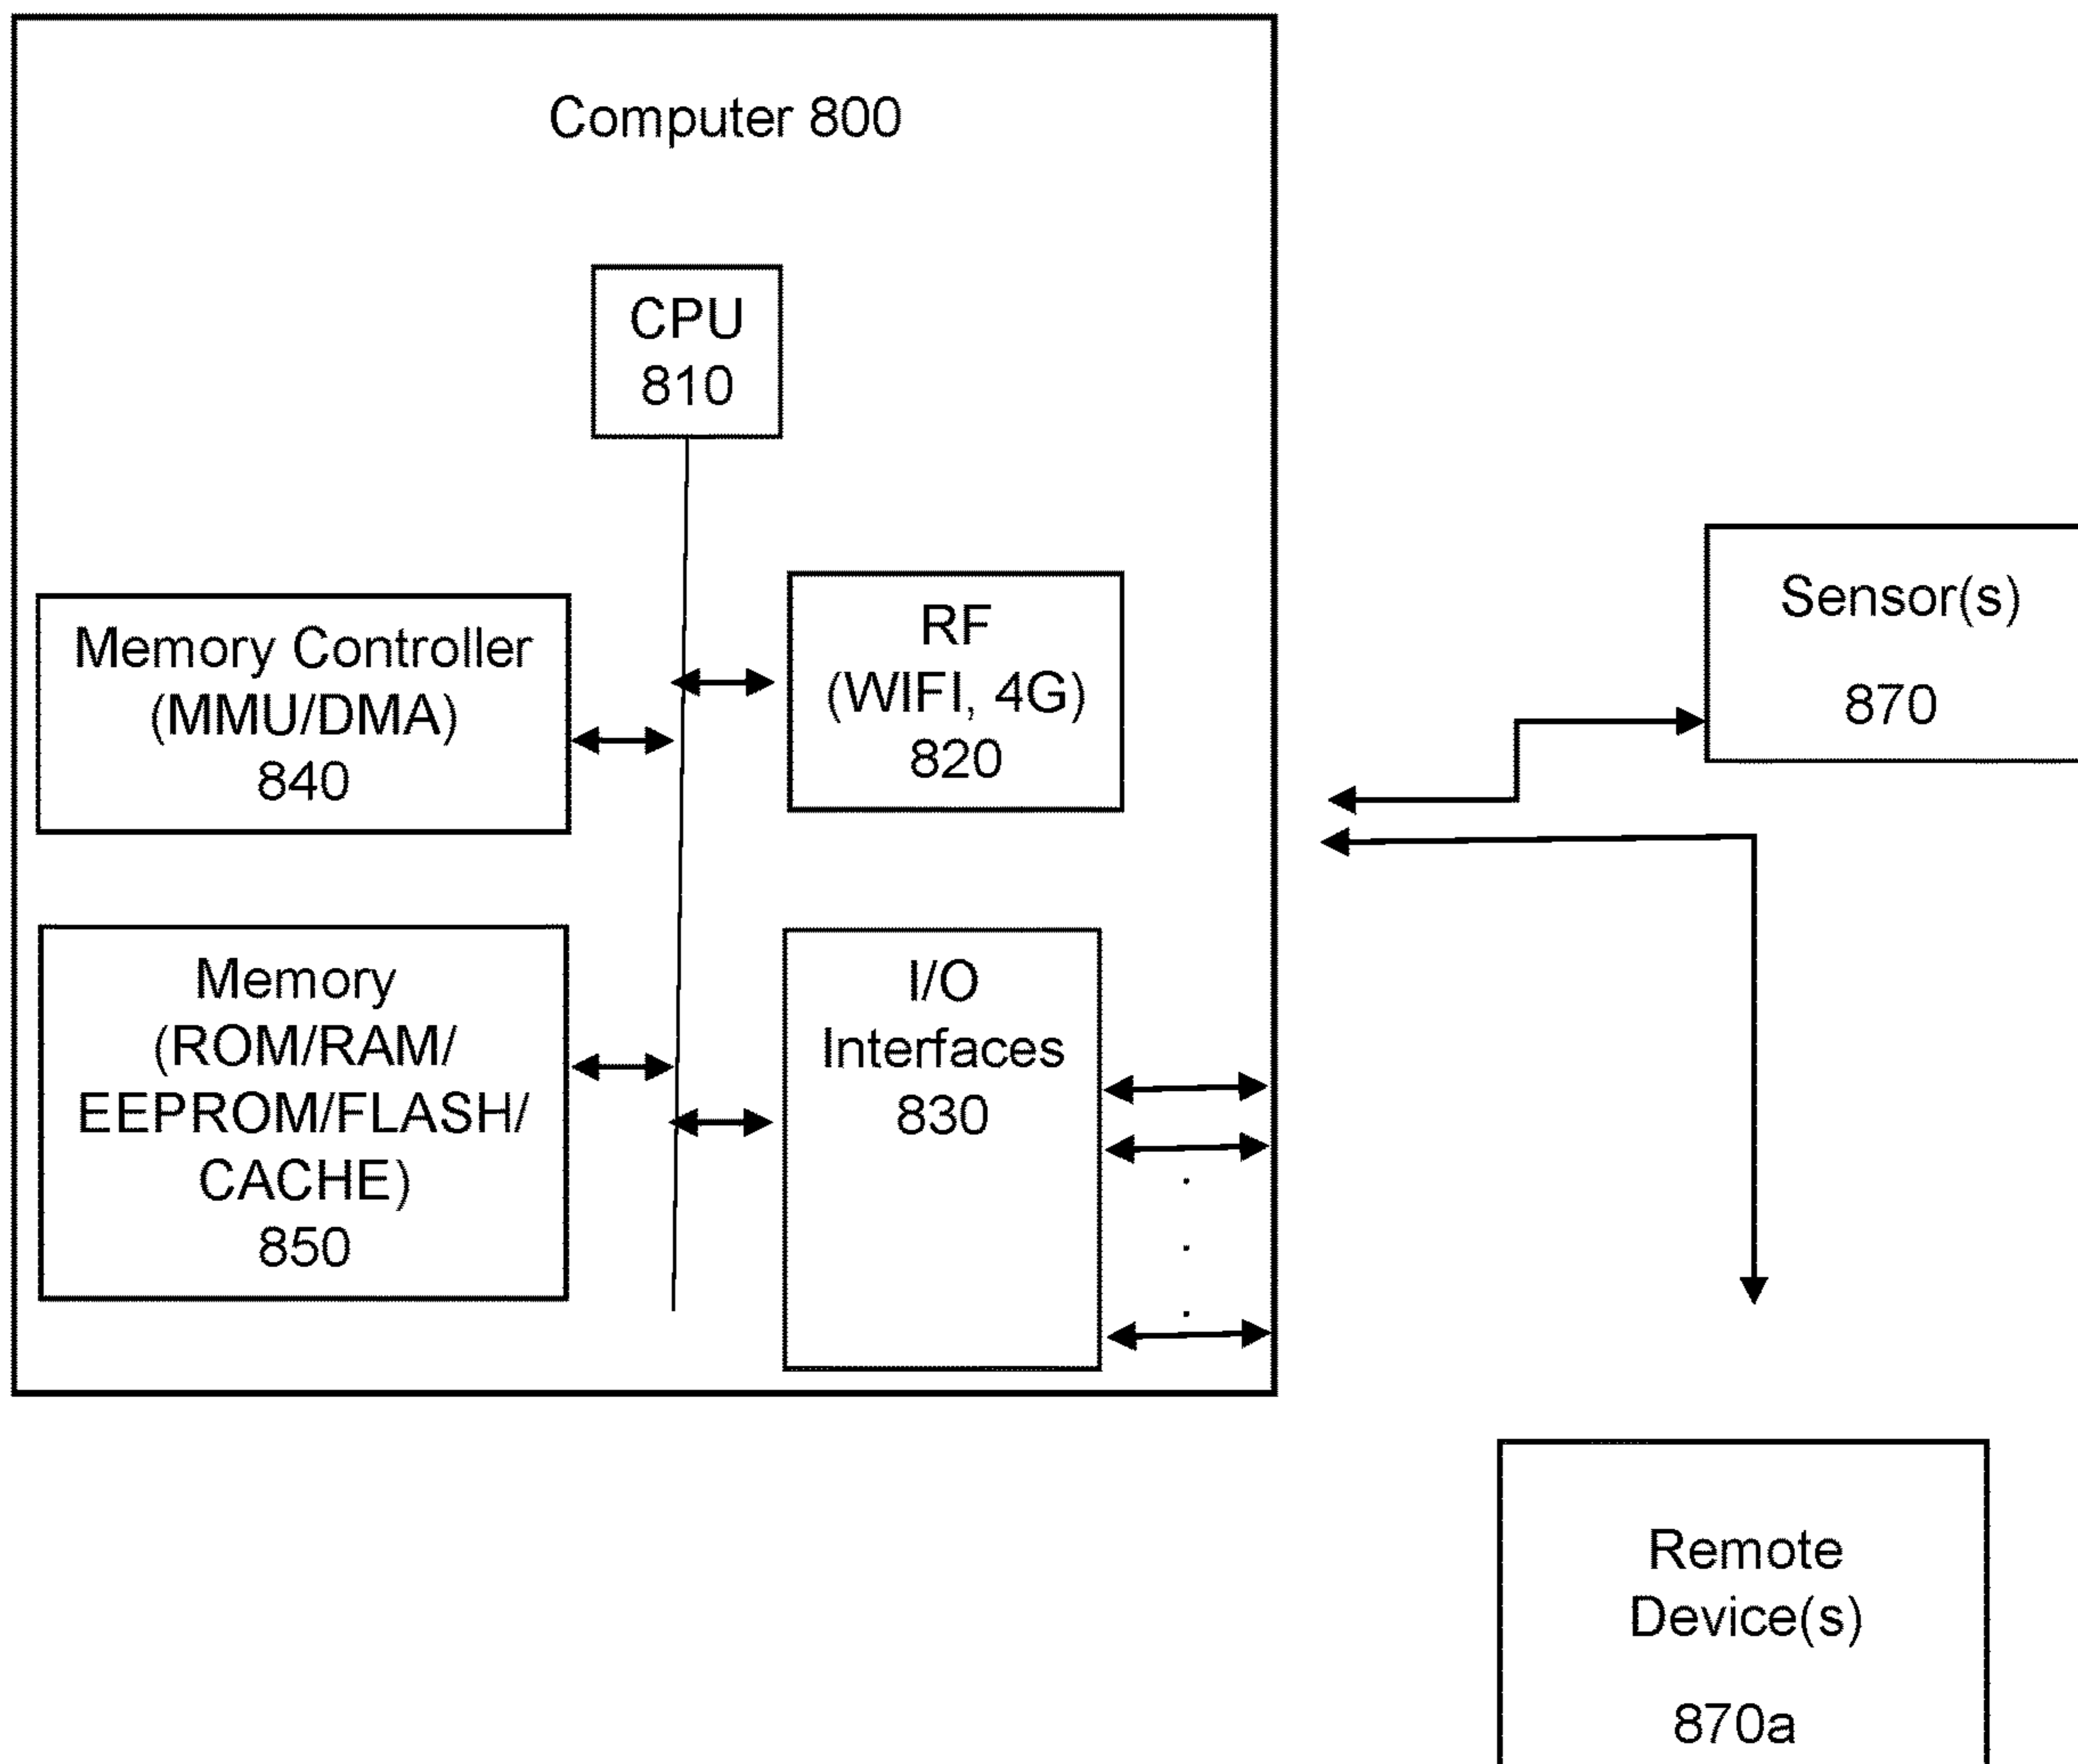 Computer 800
CPU
810
Memory Controller
(MMU/DMA)
840
RF
(WIFI, 4G)
820
Sensor(s)
870
Memory
(ROM/RAM/
EEPROM/FLASH/
CACHE)
850
I/O
Interfaces
830
Remote
Device(s)
870a